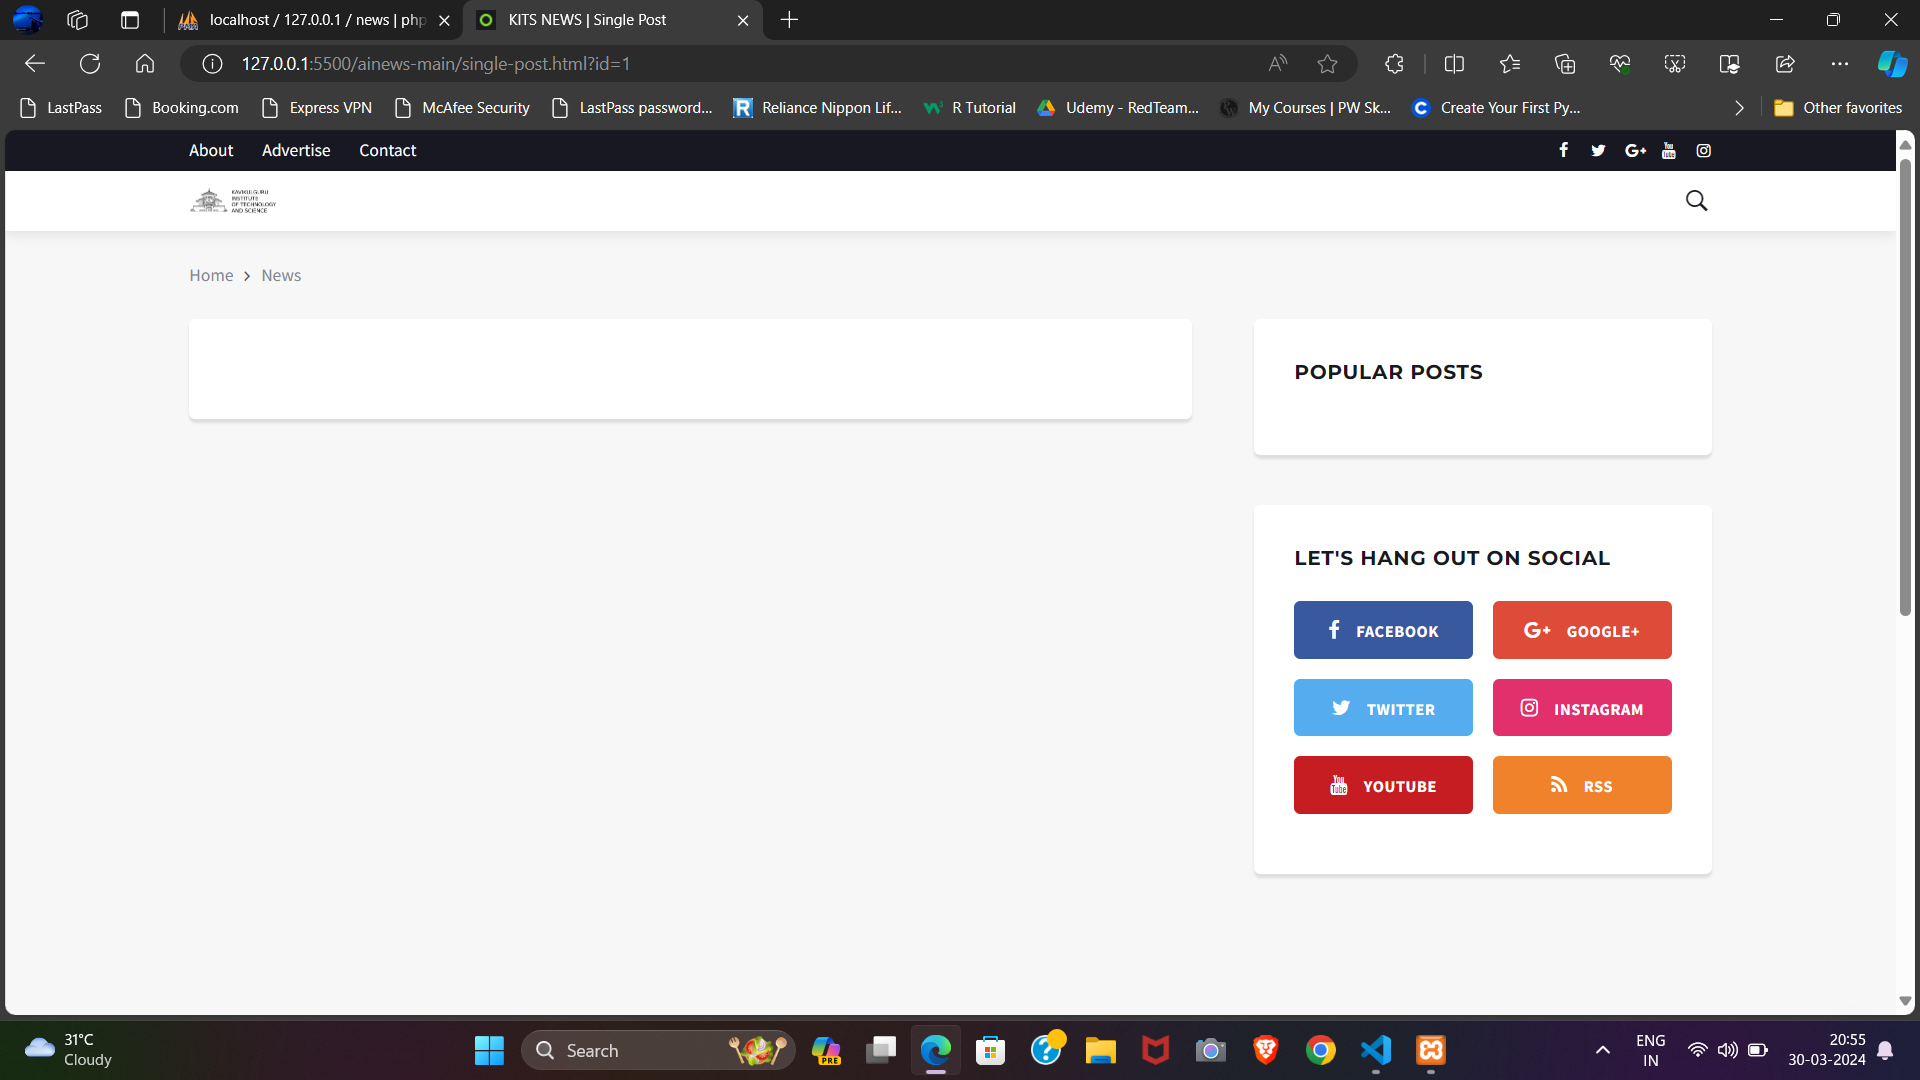 localhost / 127.0.0.1 / news | php
KITS NEWS | Single Post
127.0.0.1:5500/ainews-main/single-post.html?id=1
LastPass
Booking.com
Express VPN
McAfee Security
LastPass password...
Reliance Nippon Lif...
R Tutorial
Udemy - RedTeam...
My Courses | PW Sk...
Create Your First Py...
Other favorites
About
Advertise
Contact
KAVIKULGURU
INSTITUTE
OF TECHNOLOGY
AND SCIENCE
Home > News
POPULAR POSTS
LET'S HANG OUT ON SOCIAL
FACEBOOK
GOOGLE+
TWITTER
INSTAGRAM
YOUTUBE
RSS
31°C
Cloudy
Search
PRE
ENG
IN
20:55
30-03-2024